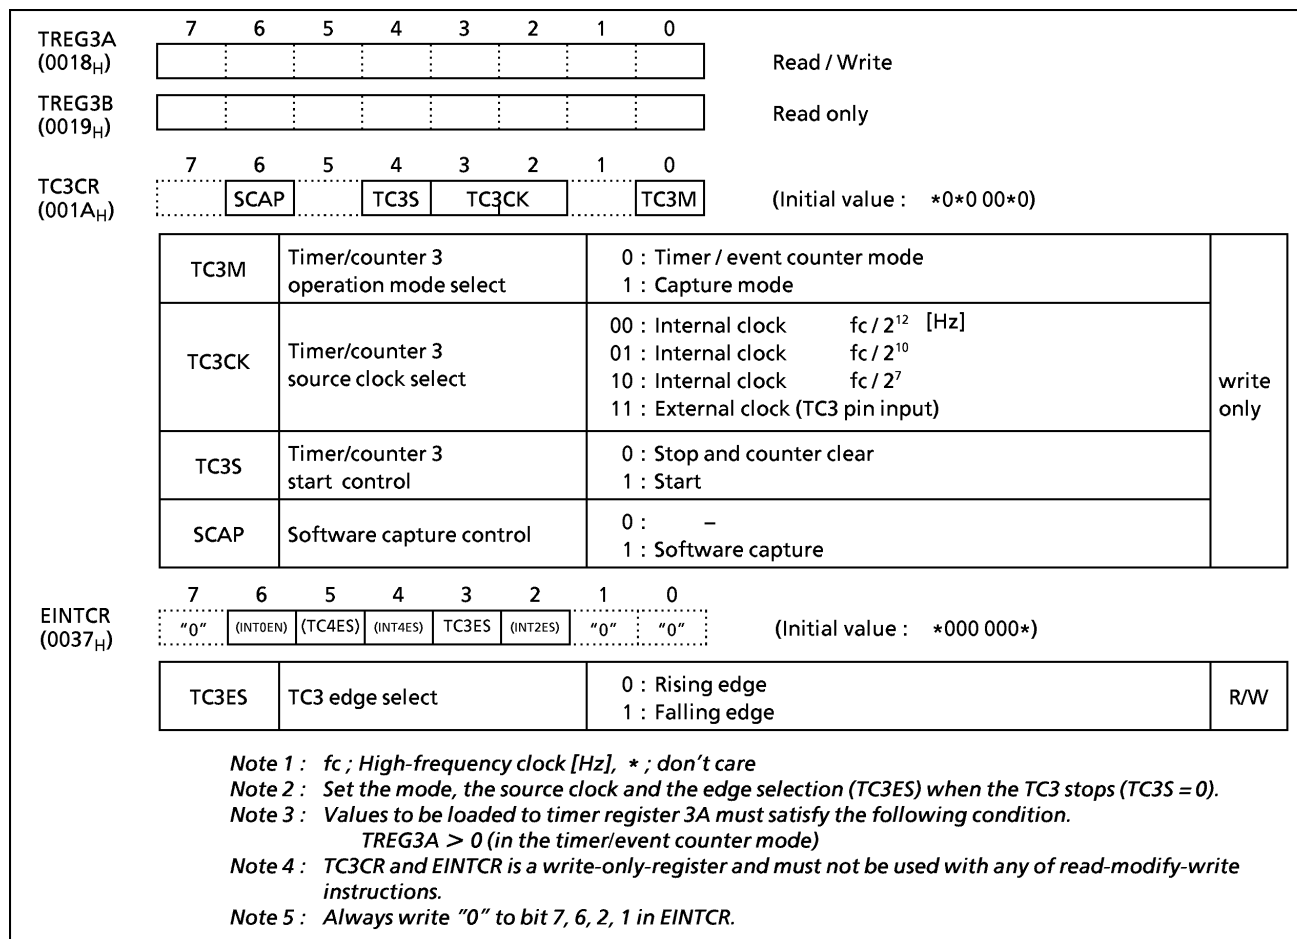 7 6 5 4 3 2 1 0
TREG3A
(0018H)
Read / Write
TREG3B
(0019H)
Read only
7 6 5 4 3 2 1 0
TC3CR
(001AH)
SCAP TC3S TC3CK TC3M
(Initial value : *0*0 00*0)
TC3M
Timer/counter 3
operation mode select
0 : Timer / event counter mode
1 : Capture mode
TC3CK
Timer/counter 3
source clock select
00 : Internal clock fc / 2¹² [Hz]
01 : Internal clock fc / 2¹⁰
10 : Internal clock fc / 2⁷
11 : External clock (TC3 pin input)
write
only
TC3S
Timer/counter 3
start control
0 : Stop and counter clear
1 : Start
SCAP
Software capture control
0 : –
1 : Software capture
7 6 5 4 3 2 1 0
EINTCR
(0037H)
"0" (INT0EN) (TC4ES) (INT4ES) TC3ES (INT2ES) "0" "0"
(Initial value : *000 000*)
TC3ES
TC3 edge select
0 : Rising edge
1 : Falling edge
R/W
Note 1 : fc ; High-frequency clock [Hz], * ; don't care
Note 2 : Set the mode, the source clock and the edge selection (TC3ES) when the TC3 stops (TC3S = 0).
Note 3 : Values to be loaded to timer register 3A must satisfy the following condition.
TREG3A > 0 (in the timer/event counter mode)
Note 4 : TC3CR and EINTCR is a write-only-register and must not be used with any of read-modify-write
instructions.
Note 5 : Always write "0" to bit 7, 6, 2, 1 in EINTCR.